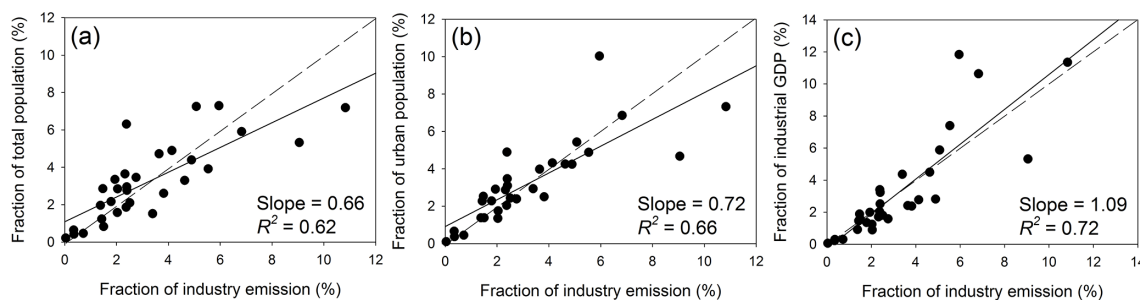 (a)
Fraction of total population (%)
12
10
8
6
4
2
0
Slope = 0.66
R² = 0.62
0 2 4 6 8 10 12
Fraction of industry emission (%)
(b)
Fraction of urban population (%)
12
10
8
6
4
2
0
Slope = 0.72
R² = 0.66
0 2 4 6 8 10 12
Fraction of industry emission (%)
(c)
Fraction of industrial GDP (%)
14
12
10
8
6
4
2
0
Slope = 1.09
R² = 0.72
0 2 4 6 8 10 12 14
Fraction of industry emission (%)